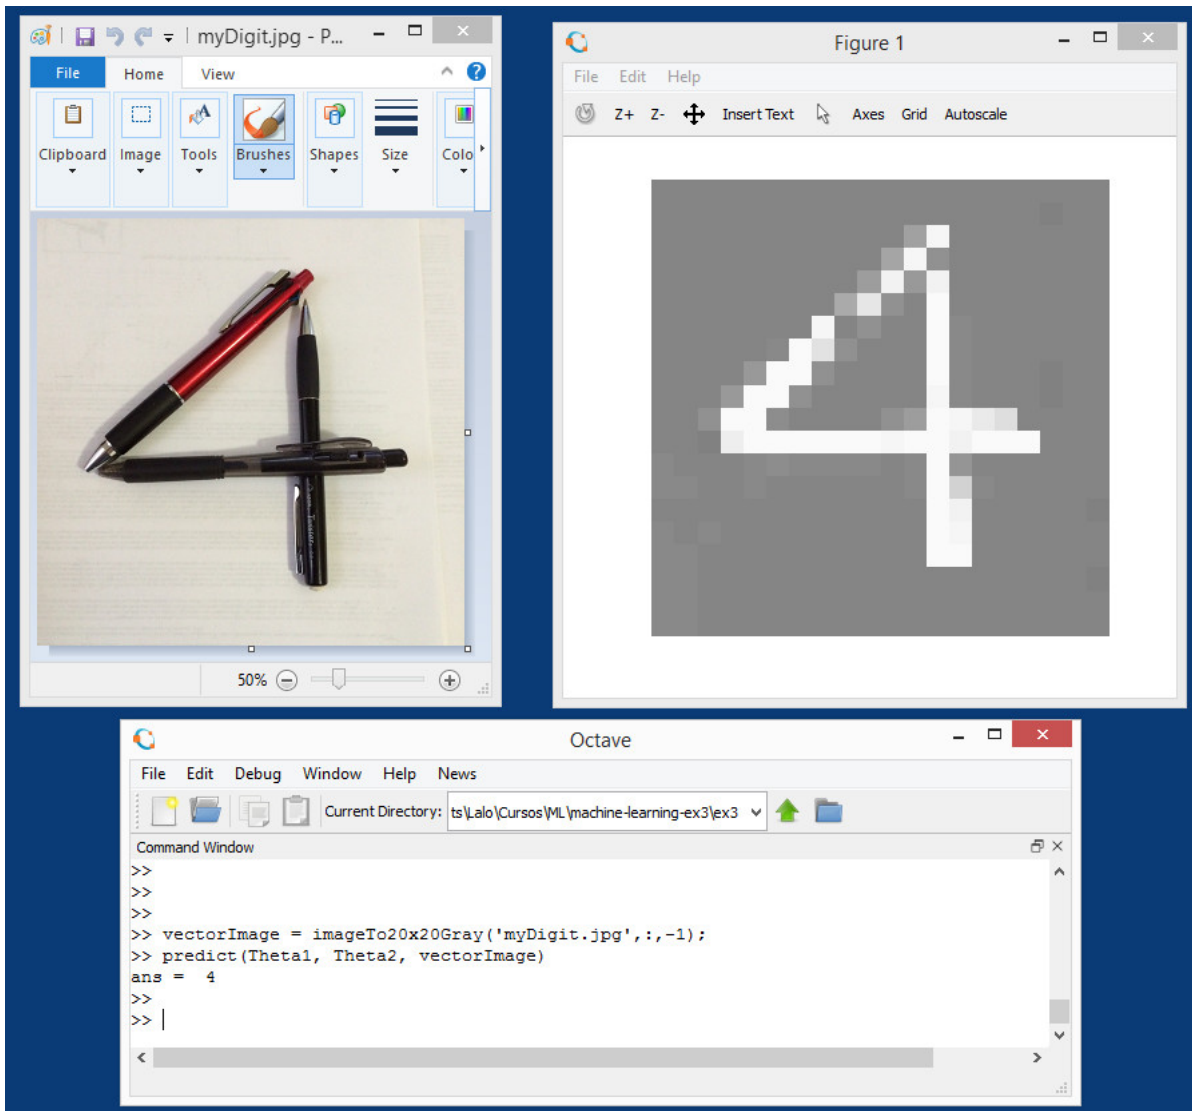 myDigit.jpg - P...
File Home View
Clipboard Image Tools Brushes Shapes Size Colo
50%
Figure 1
File Edit Help
Z+ Z- Insert Text Axes Grid Autoscale
Octave
File Edit Debug Window Help News
Current Directory: ts\Lalo\Cursos\ML\machine-learning-ex3\ex3
Command Window
>>
>>
>>
>> vectorImage = imageTo20x20Gray('myDigit.jpg',:,-1);
>> predict(Theta1, Theta2, vectorImage)
ans =  4
>>
>>